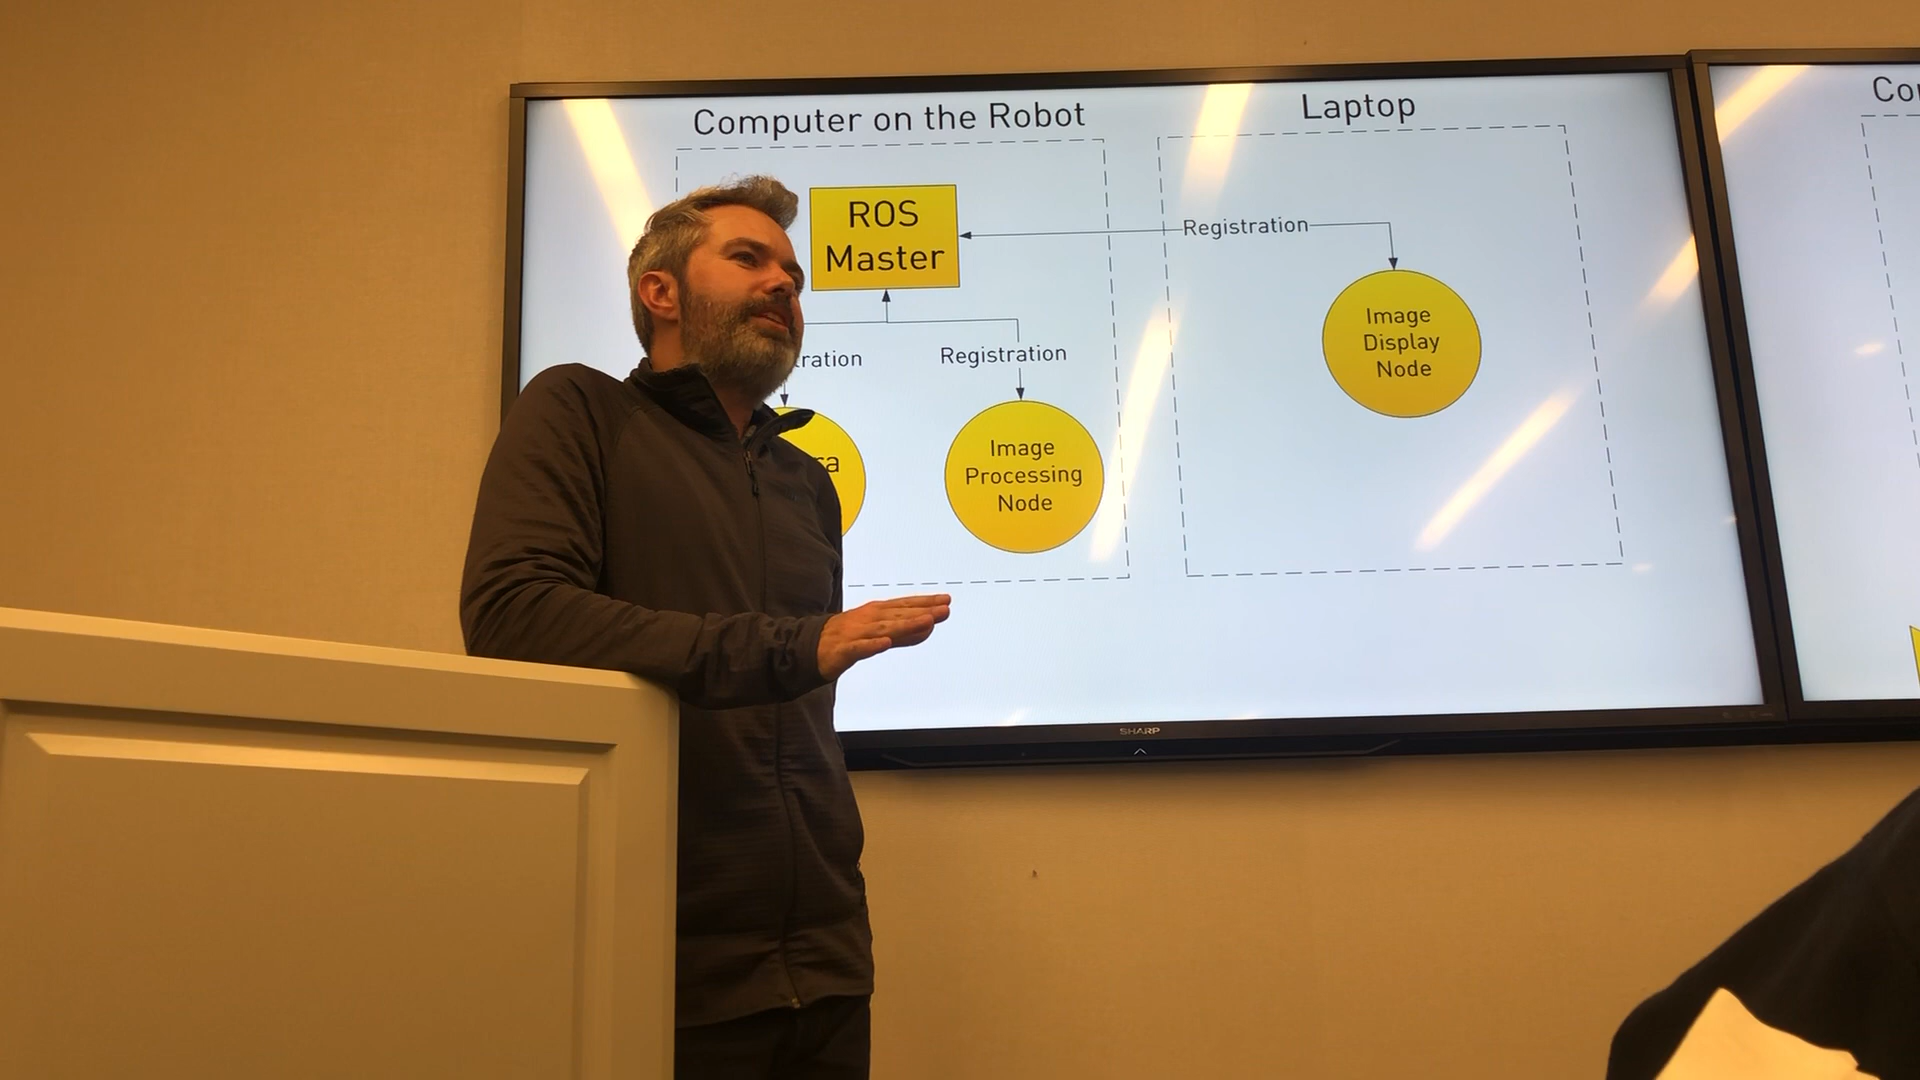 Computer on the Robot
Laptop
ROS
Master
Registration
Registration
Image
Display
Node
Image
Processing
Node
SHARP